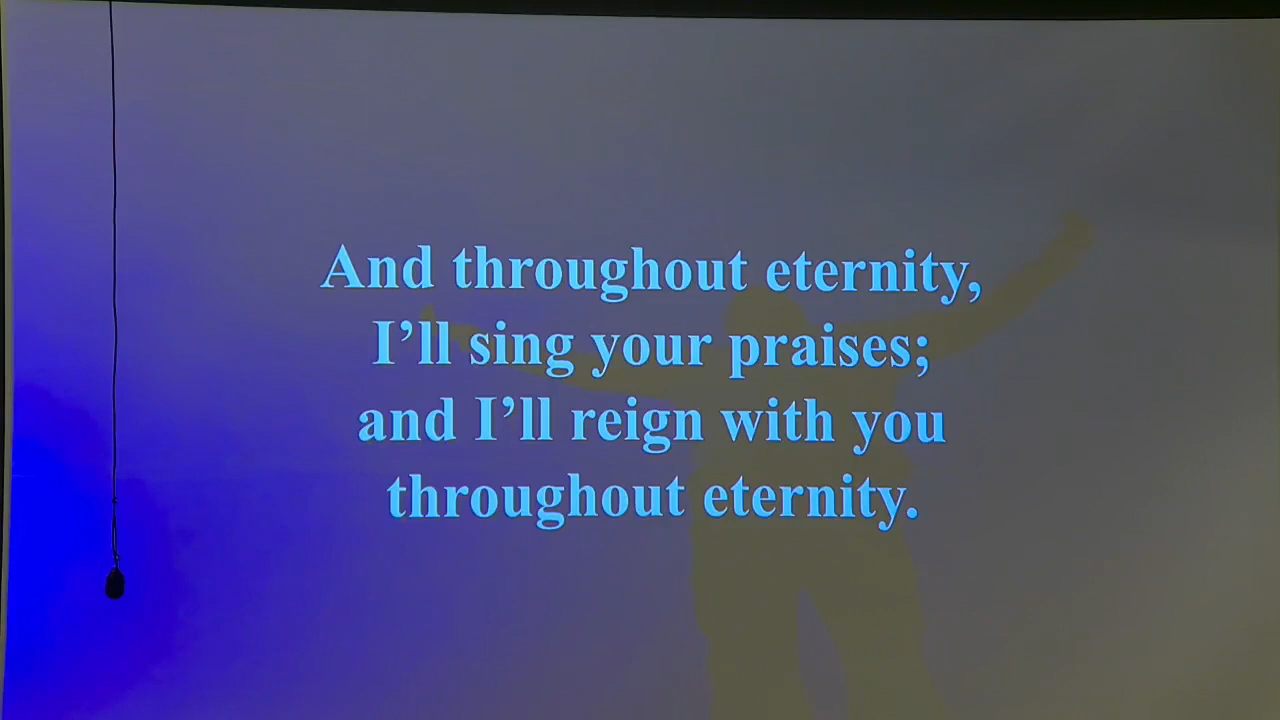 And throughout eternity,
I’ll sing your praises;
and I’ll reign with you
throughout eternity.